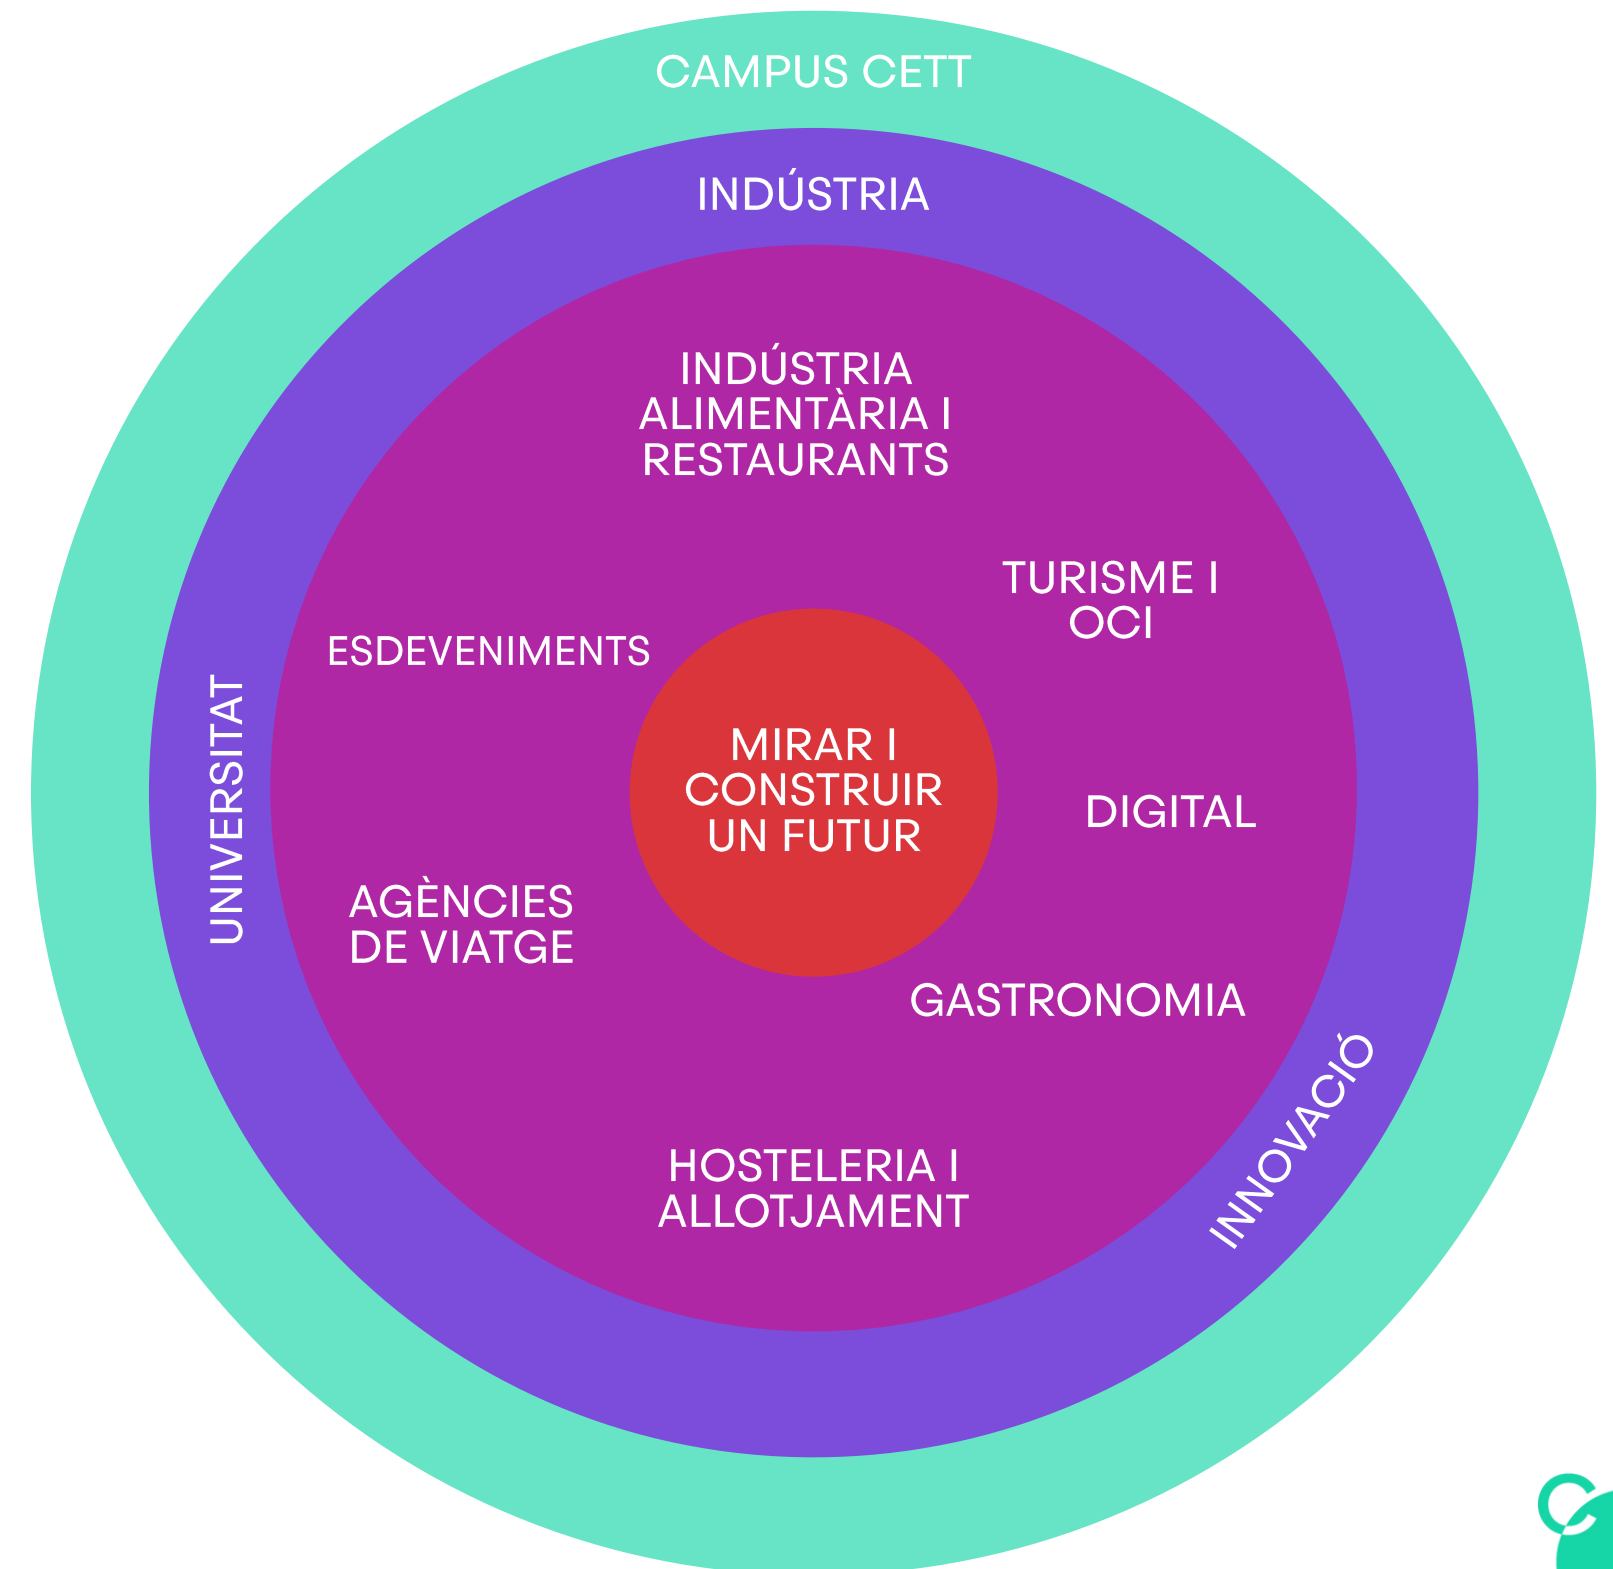 CAMPUS CETT
INDÚSTRIA
INDÚSTRIA
ALIMENTÀRIA I
RESTAURANTS
TURISME I
OCI
ESDEVENIMENTS
UNIVERSITAT
MIRAR I
CONSTRUIR
UN FUTUR
DIGITAL
AGÈNCIES
DE VIATGE
GASTRONOMIA
INNOVACIÓ
HOSTELERIA I
ALLOTJAMENT